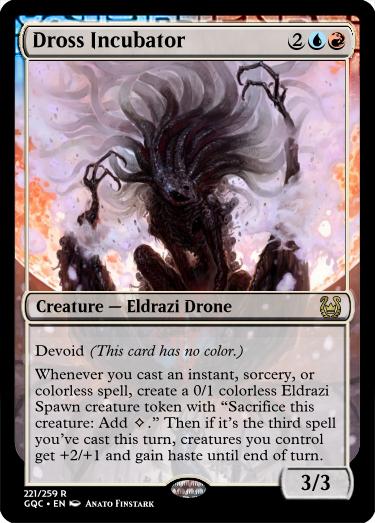 Dross Incubator 2
Creature — Eldrazi Drone
Devoid (This card has no color.)
Whenever you cast an instant, sorcery, or
colorless spell, create a 0/1 colorless Eldrazi
Spawn creature token with “Sacrifice this
creature: Add .” Then if it's the third spell
you've cast this turn, creatures you control
get +2/+1 and gain haste until end of turn.
3/3
221/259 R
GQC • EN Anato Finstark